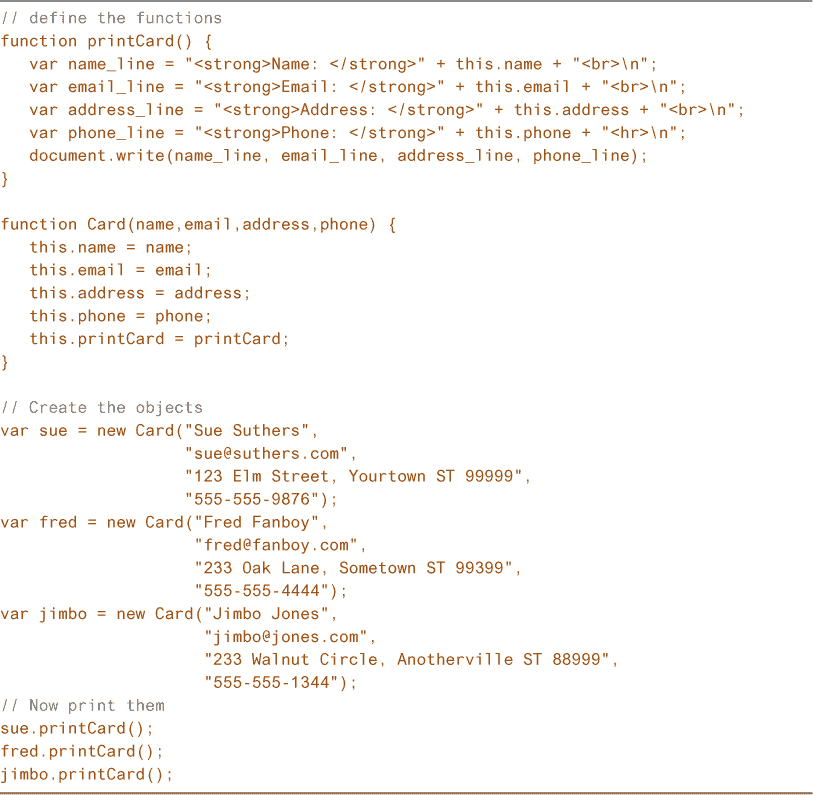 // define the functions
function printCard() {
   var name_line = "<strong>Name: </strong>" + this.name + "<br>\n";
   var email_line = "<strong>Email: </strong>" + this.email + "<br>\n";
   var address_line = "<strong>Address: </strong>" + this.address + "<br>\n";
   var phone_line = "<strong>Phone: </strong>" + this.phone + "<hr>\n";
   document.write(name_line, email_line, address_line, phone_line);
}

function Card(name,email,address,phone) {
   this.name = name;
   this.email = email;
   this.address = address;
   this.phone = phone;
   this.printCard = printCard;
}

// Create the objects
var sue = new Card("Sue Suthers",
                   "sue@suthers.com",
                   "123 Elm Street, Yourtown ST 99999",
                   "555-555-9876");
var fred = new Card("Fred Fanboy",
                    "fred@fanboy.com",
                    "233 Oak Lane, Sometown ST 99399",
                    "555-555-4444");
var jimbo = new Card("Jimbo Jones",
                     "jimbo@jones.com",
                     "233 Walnut Circle, Anotherville ST 88999",
                     "555-555-1344");
// Now print them
sue.printCard();
fred.printCard();
jimbo.printCard();